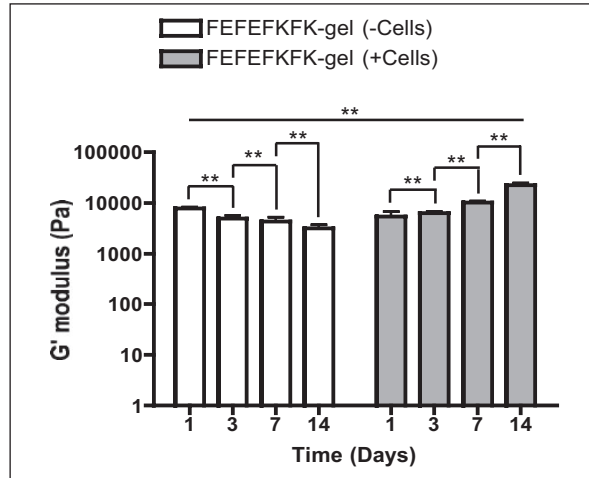 FEFEFKFK-gel (-Cells)
FEFEFKFK-gel (+Cells)
**
** ** ** ** ** **
100000
10000
1000
100
10
1
G' modulus (Pa)
1 3 7 14 1 3 7 14
Time (Days)